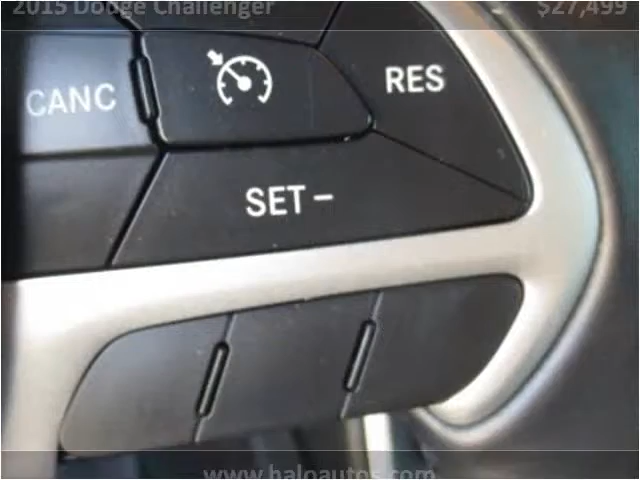 2015 Dodge Challenger $27,499
CANC RES
SET –
www.haloautos.com